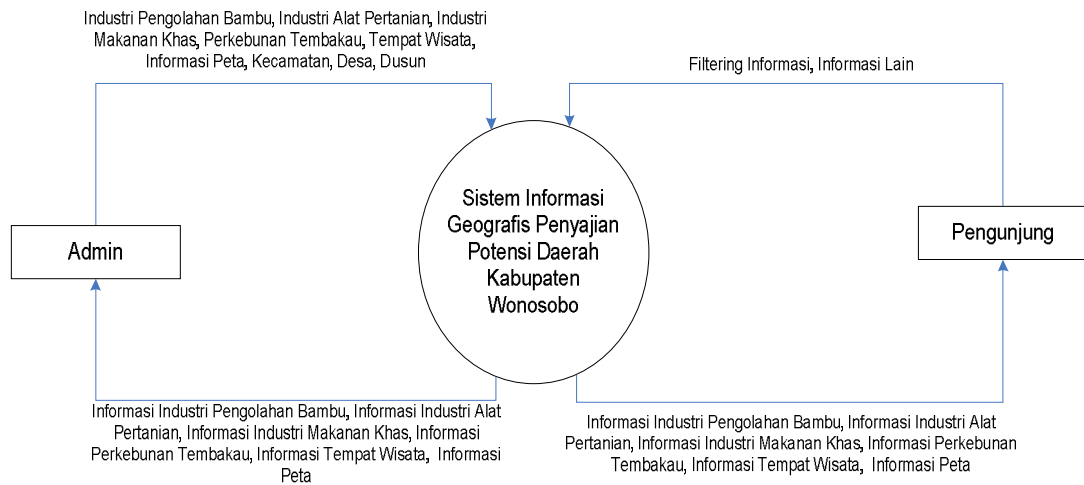 Industri Pengolahan Bambu, Industri Alat Pertanian, Industri
Makanan Khas, Perkebunan Tembakau, Tempat Wisata,
Informasi Peta, Kecamatan, Desa, Dusun
Filtering Informasi, Informasi Lain
Sistem Informasi
Geografis Penyajian
Potensi Daerah
Kabupaten
Wonosobo
Admin
Pengunjung
Informasi Industri Pengolahan Bambu, Informasi Industri Alat
Pertanian, Informasi Industri Makanan Khas, Informasi
Perkebunan Tembakau, Informasi Tempat Wisata, Informasi
Peta
Informasi Industri Pengolahan Bambu, Informasi Industri Alat
Pertanian, Informasi Industri Makanan Khas, Informasi Perkebunan
Tembakau, Informasi Tempat Wisata, Informasi Peta